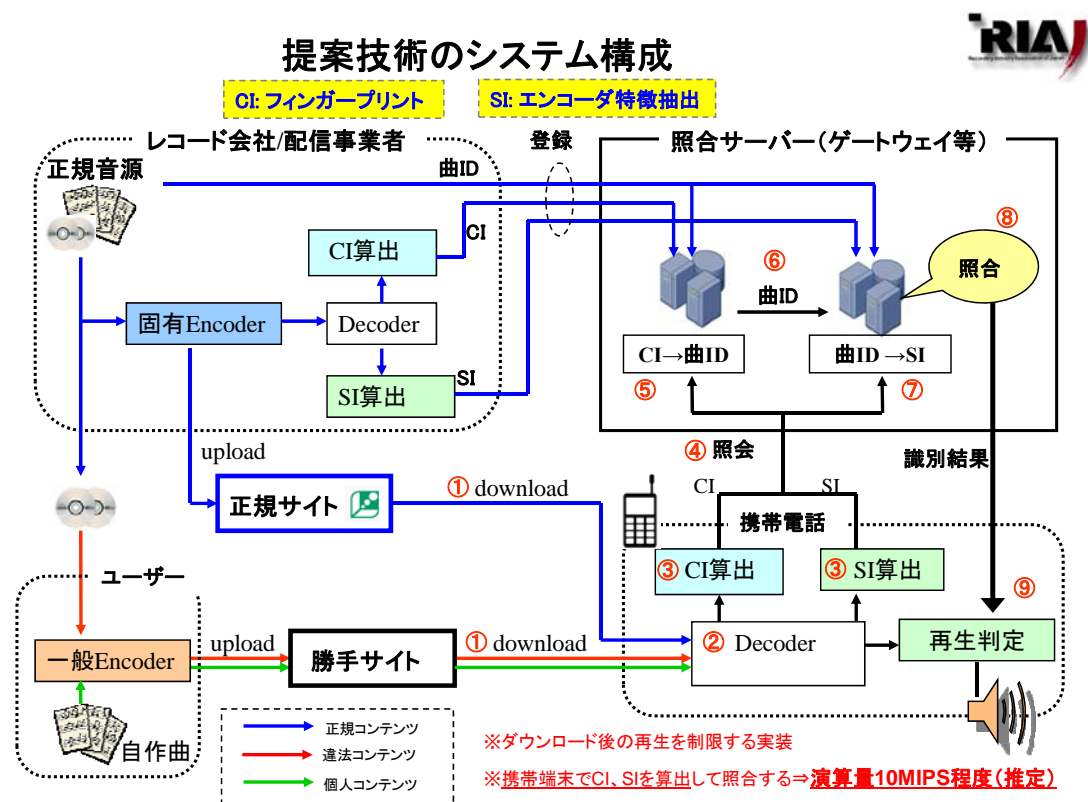 RIAJ
Recording Industry Association of Japan
提案技術のシステム構成
CI: フィンガープリント
SI: エンコーダ特徴抽出
レコード会社/配信事業者
登録
照合サーバー（ゲートウェイ等）
正規音源
曲ID
CI
⑧
照合
CI算出
⑥
曲ID
固有Encoder
Decoder
CI→曲ID
曲ID →SI
SI
⑤
⑦
SI算出
upload
④ 照会
識別結果
CI
SI
正規サイト
① download
携帯電話
③ CI算出
③ SI算出
⑨
ユーザー
一般Encoder
upload
勝手サイト
① download
② Decoder
再生判定
自作曲
正規コンテンツ
違法コンテンツ
個人コンテンツ
※ダウンロード後の再生を制限する実装
※携帯端末でCI、SIを算出して照合する⇒演算量10MIPS程度（推定）